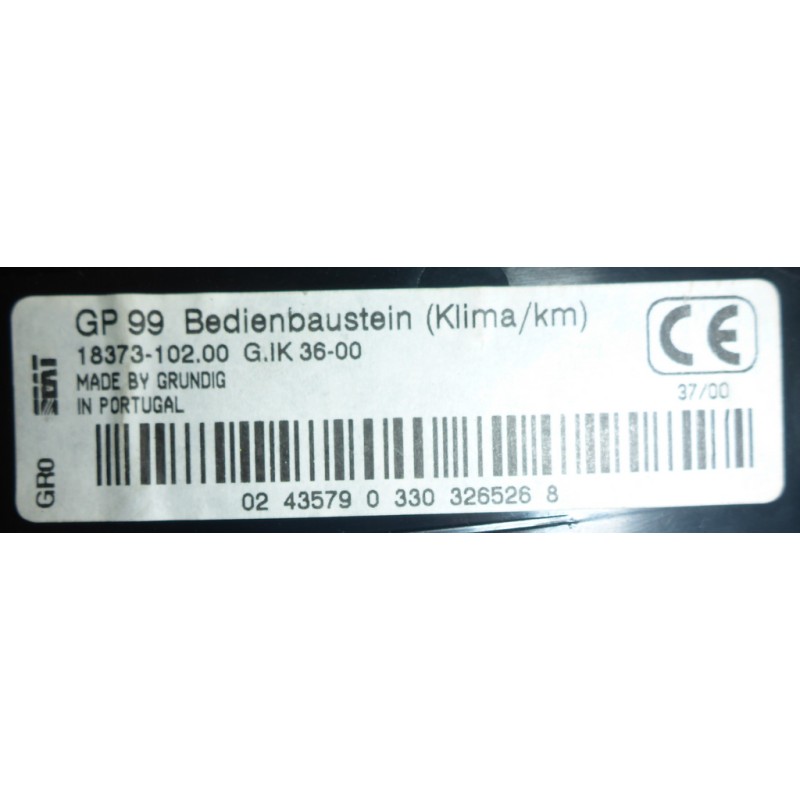 GP 99 Bedienbaustein (Klima/km)
18373-102.00 G.IK 36-00
MADE BY GRUNDIG
IN PORTUGAL
CE
37/00
GR0
02 43579 0 330 326526 8